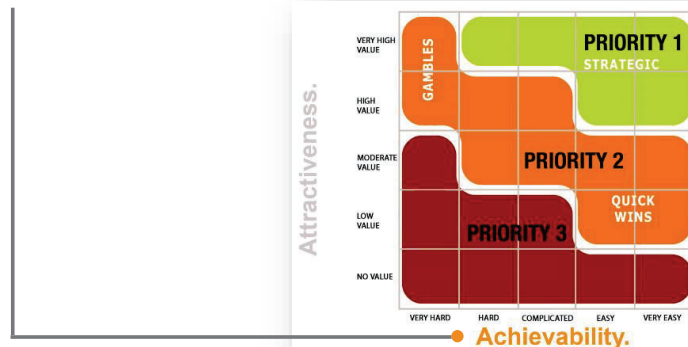 VERY HIGH
VALUE
PRIORITY 1
STRATEGIC
GAMBLES
HIGH
VALUE
Attractiveness.
MODERATE
VALUE
PRIORITY 2
LOW
VALUE
QUICK
WINS
PRIORITY 3
NO VALUE
VERY HARD
HARD
COMPLICATED
EASY
VERY EASY
Achievability.